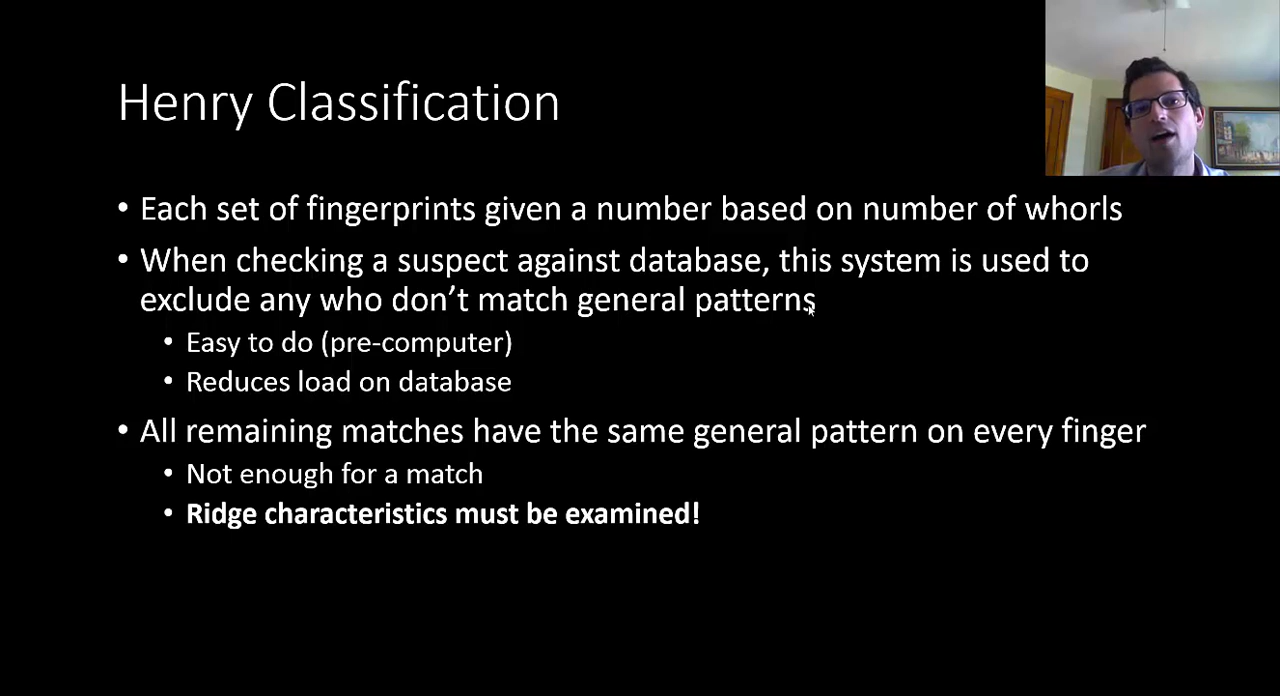 Henry Classification
• Each set of fingerprints given a number based on number of whorls
• When checking a suspect against database, this system is used to
exclude any who don’t match general patterns
• Easy to do (pre-computer)
• Reduces load on database
• All remaining matches have the same general pattern on every finger
• Not enough for a match
• Ridge characteristics must be examined!